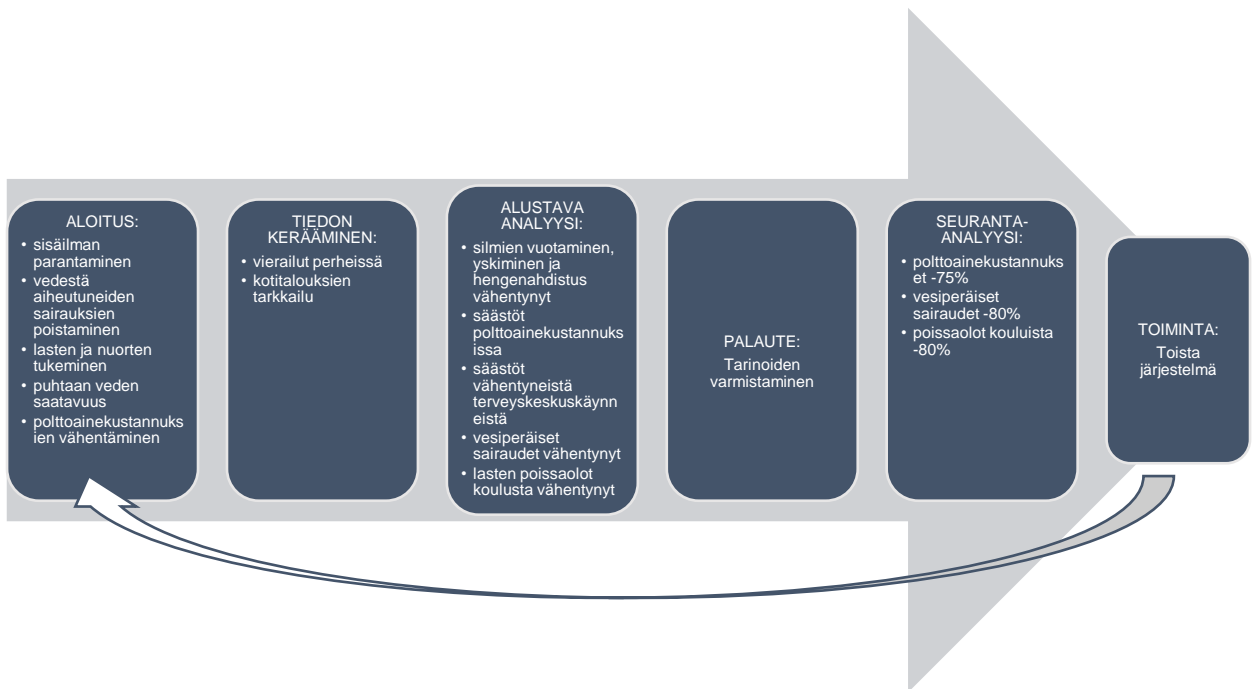 ALOITUS:
• sisäilman
parantaminen
• vedestä
aiheutuneiden
sairauksien
poistaminen
• lasten ja nuorten
tukeminen
• puhtaan veden
saatavuus
• polttoainekustannuks
ien vähentäminen
TIEDON
KERÄÄMINEN:
• vierailut perheissä
• kotitalouksien
tarkkailu
ALUSTAVA
ANALYYSI:
• silmien vuotaminen,
yskiminen ja
hengenahdistus
vähentynyt
• säästöt
polttoainekustannuks
issa
• säästöt
vähentyneistä
terveyskeskuskäynn
eistä
• vesiperäiset
sairaudet vähentynyt
• lasten poissaolot
koulusta vähentynyt
PALAUTE:
Tarinoiden
varmistaminen
SEURANTA-
ANALYYSI:
• polttoainekustannuks
et -75%
• vesiperäiset
sairaudet -80%
• poissaolot kouluista
-80%
TOIMINTA:
Toista
järjestelmä